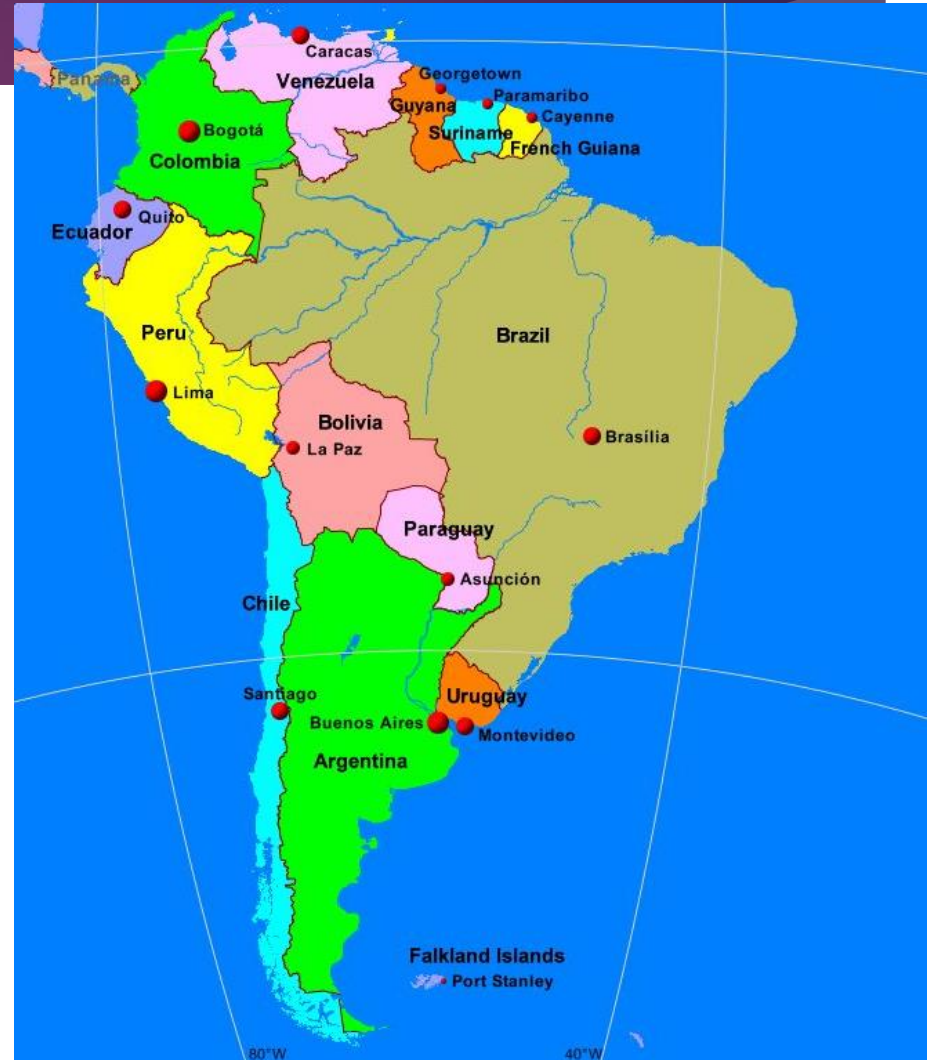 Caracas
Venezuela
Panama
Georgetown
Guyana
Paramaribo
Suriname
Cayenne
French Guiana
Bogotá
Colombia
Quito
Ecuador
Peru
Brazil
Lima
Bolivia
La Paz
Brasília
Paraguay
Asunción
Chile
Santiago
Uruguay
Buenos Aires
Montevideo
Argentina
Falkland Islands
Port Stanley
80°W
40°W